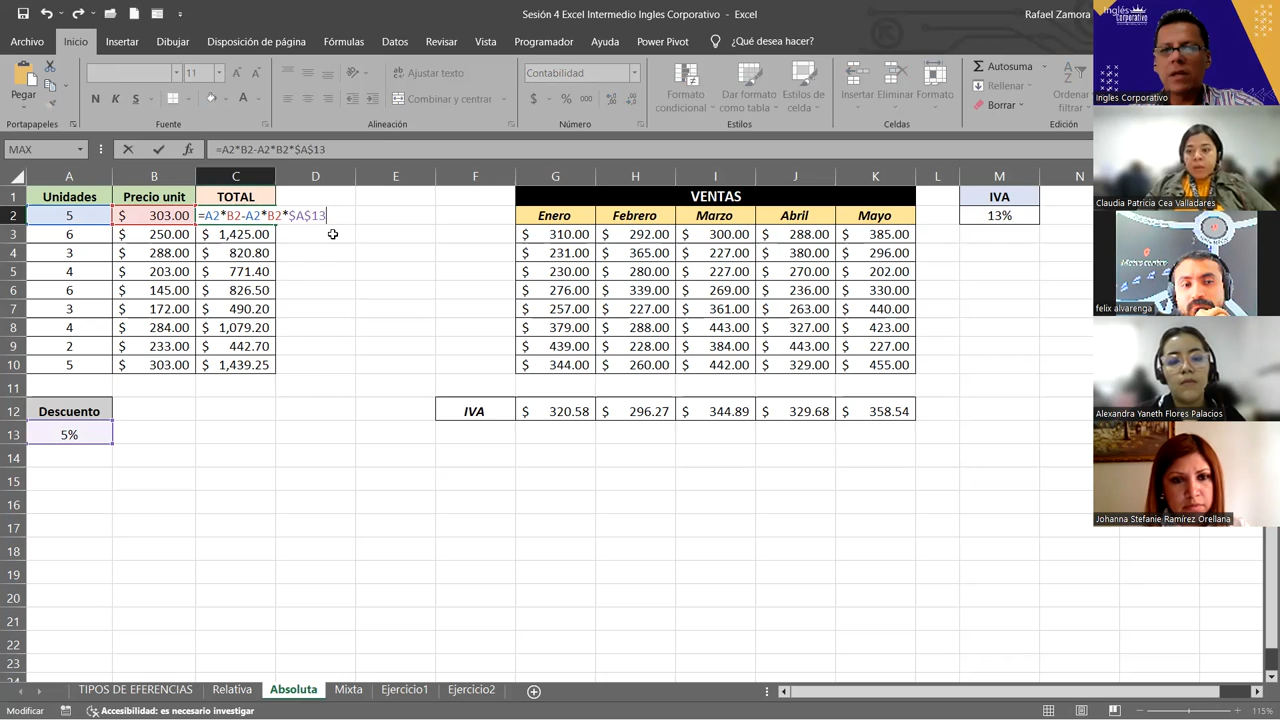 Sesión 4 Excel Intermedio Ingles Corporativo - Excel
Rafael Zamora
Archivo Inicio Insertar Dibujar Disposición de página Fórmulas Datos Revisar Vista Programador Ayuda Power Pivot ¿Qué desea hacer?
Pegar
11
N K S
Ajustar texto
Combinar y centrar
Contabilidad
$ % 000
Formato condicional
Dar formato como tabla
Estilos de celda
Insertar Eliminar Formato
Autosuma
Rellenar
Borrar
Ordenar
filtrar
Portapapeles Fuente Alineación Número Estilos Celdas Edición
MAX =A2*B2-A2*B2*$A$13
A B C D E F G H I J K L M N
1 Unidades Precio unit TOTAL VENTAS IVA
2 5 $ 303.00 =A2*B2-A2*B2*$A$13 Enero Febrero Marzo Abril Mayo 13%
3 6 $ 250.00 $ 1,425.00 $ 310.00 $ 292.00 $ 300.00 $ 288.00 $ 385.00
4 3 $ 288.00 $ 820.80 $ 231.00 $ 365.00 $ 227.00 $ 380.00 $ 296.00
5 4 $ 203.00 $ 771.40 $ 230.00 $ 280.00 $ 227.00 $ 270.00 $ 202.00
6 6 $ 145.00 $ 826.50 $ 276.00 $ 339.00 $ 269.00 $ 236.00 $ 330.00
7 3 $ 172.00 $ 490.20 $ 257.00 $ 227.00 $ 361.00 $ 263.00 $ 440.00
8 4 $ 284.00 $ 1,079.20 $ 379.00 $ 288.00 $ 443.00 $ 327.00 $ 423.00
9 2 $ 233.00 $ 442.70 $ 439.00 $ 228.00 $ 384.00 $ 443.00 $ 227.00
10 5 $ 303.00 $ 1,439.25 $ 344.00 $ 260.00 $ 442.00 $ 329.00 $ 455.00
11
12 Descuento IVA $ 320.58 $ 296.27 $ 344.89 $ 329.68 $ 358.54
13 5%
14
15
16
17
18
19
20
21
22
23
TIPOS DE EFERENCIAS Relativa Absoluta Mixta Ejercicio1 Ejercicio2
Modificar Accesibilidad: es necesario investigar 115%
Inglés Corporativo
Ingles Corporativo
Claudia Patricia Cea Valladares
felix alvarenga
Alexandra Yaneth Flores Palacios
Johanna Stefanie Ramírez Orellana